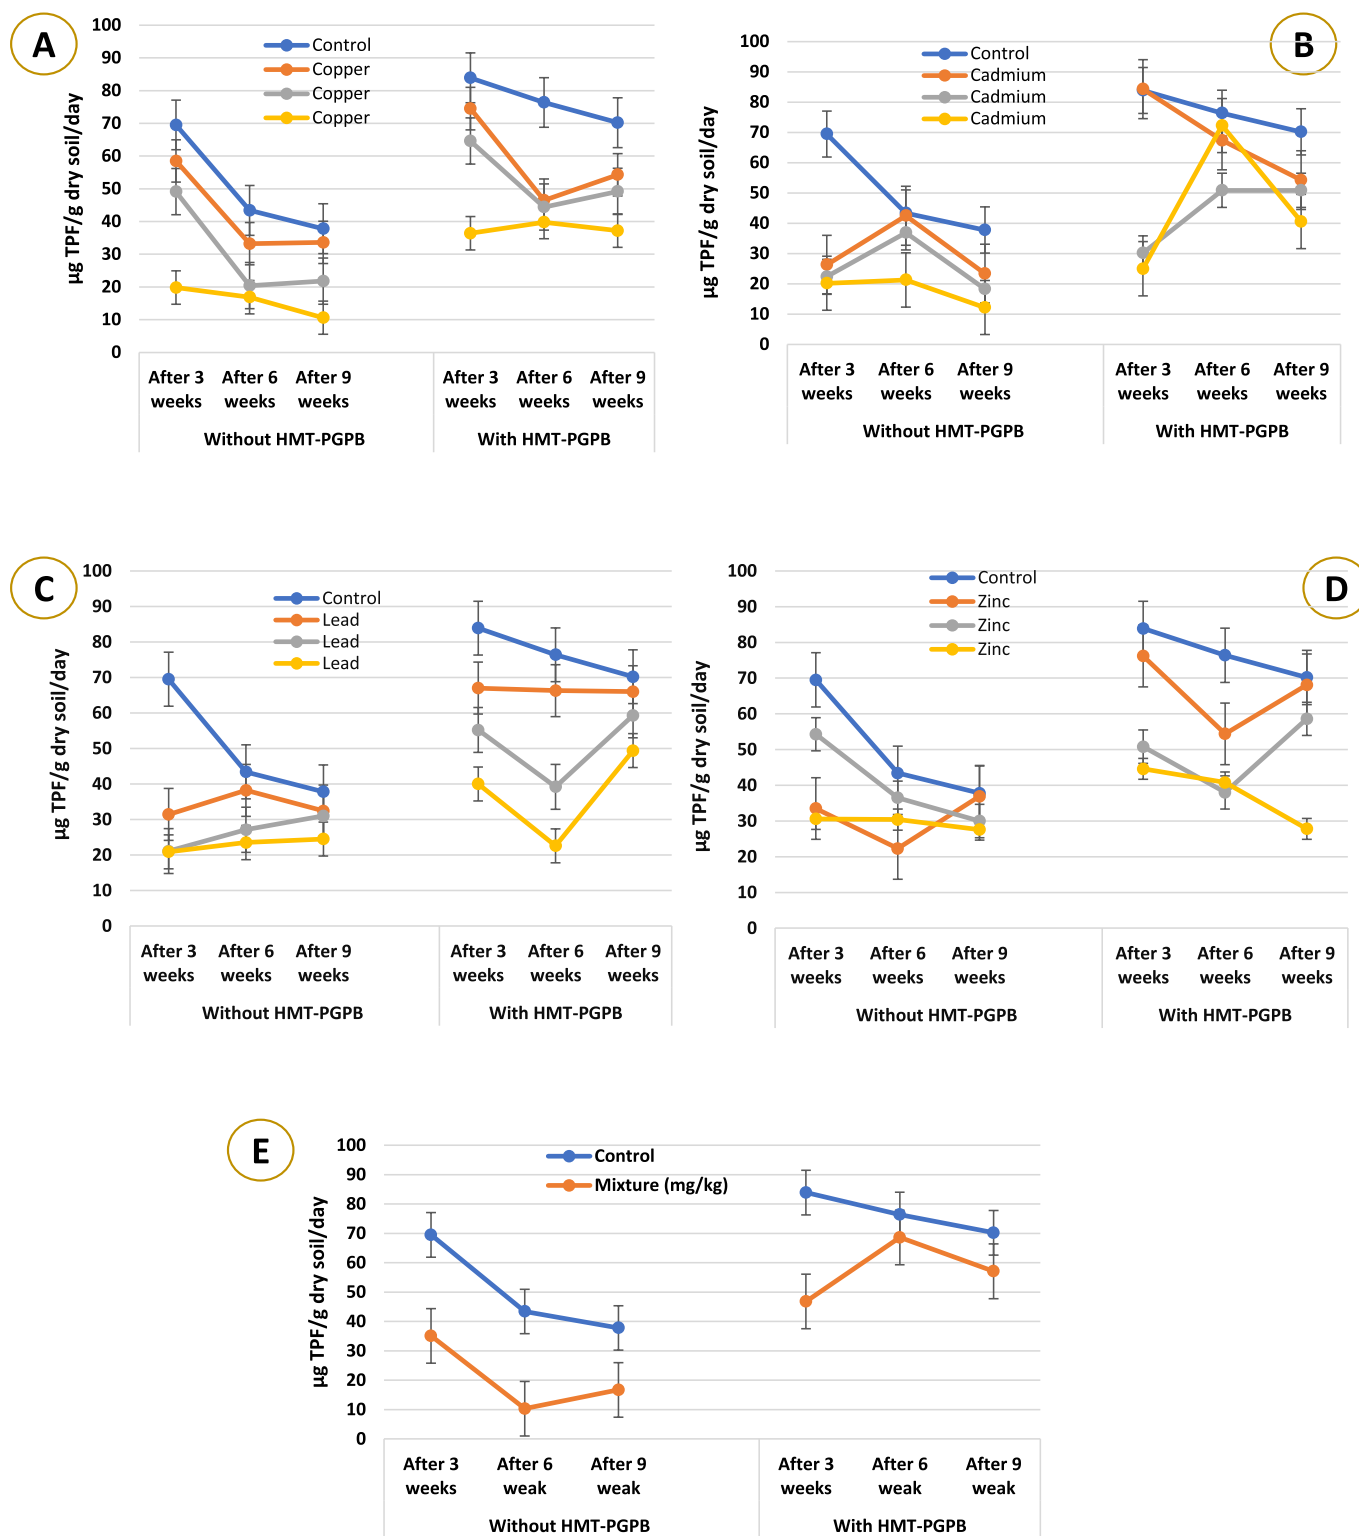 A
μg TPF/g dry soil/day
100
90
80
70
60
50
40
30
20
10
0
Control
Copper
Copper
Copper
After 3 weeks
After 6 weeks
After 9 weeks
After 3 weeks
After 6 weeks
After 9 weeks
Without HMT-PGPB
With HMT-PGPB
B
μg TPF/g dry soil/day
100
90
80
70
60
50
40
30
20
10
0
Control
Cadmium
Cadmium
Cadmium
After 3 weeks
After 6 weeks
After 9 weeks
After 3 weeks
After 6 weeks
After 9 weeks
Without HMT-PGPB
With HMT-PGPB
C
μg TPF/g dry soil/day
100
90
80
70
60
50
40
30
20
10
0
Control
Lead
Lead
Lead
After 3 weeks
After 6 weeks
After 9 weeks
After 3 weeks
After 6 weeks
After 9 weeks
Without HMT-PGPB
With HMT-PGPB
D
μg TPF/g dry soil/day
100
90
80
70
60
50
40
30
20
10
0
Control
Zinc
Zinc
Zinc
After 3 weeks
After 6 weeks
After 9 weeks
After 3 weeks
After 6 weeks
After 9 weeks
Without HMT-PGPB
With HMT-PGPB
E
μg TPF/g dry soil/day
100
90
80
70
60
50
40
30
20
10
0
Control
Mixture (mg/kg)
After 3 weeks
After 6 weak
After 9 weak
After 3 weeks
After 6 weak
After 9 weak
Without HMT-PGPB
With HMT-PGPB